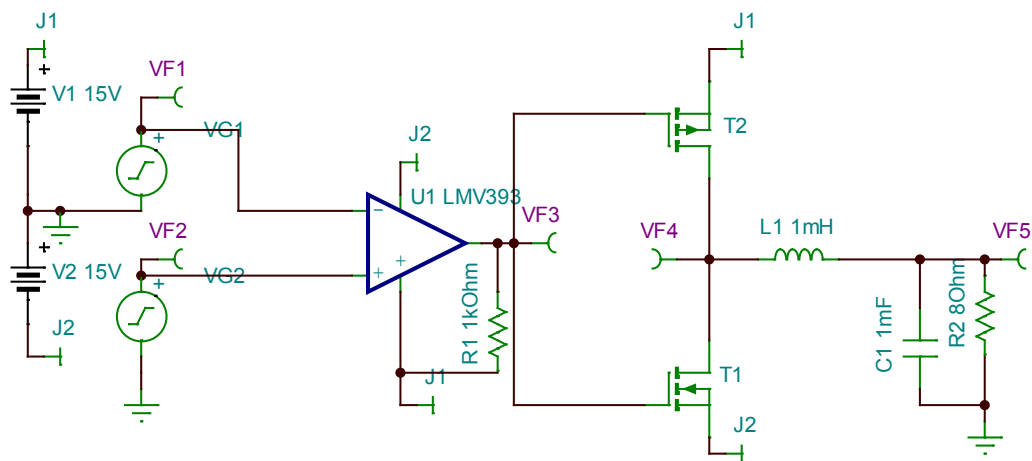 J1
V1 15V
VF1
VG1
VF2
V2 15V
VG2
J2
J2
U1 LMV393
R1 1kOhm
J1
VF3
J1
T2
VF4
L1 1mH
VF5
C1 1mF
R2 8Ohm
T1
J2